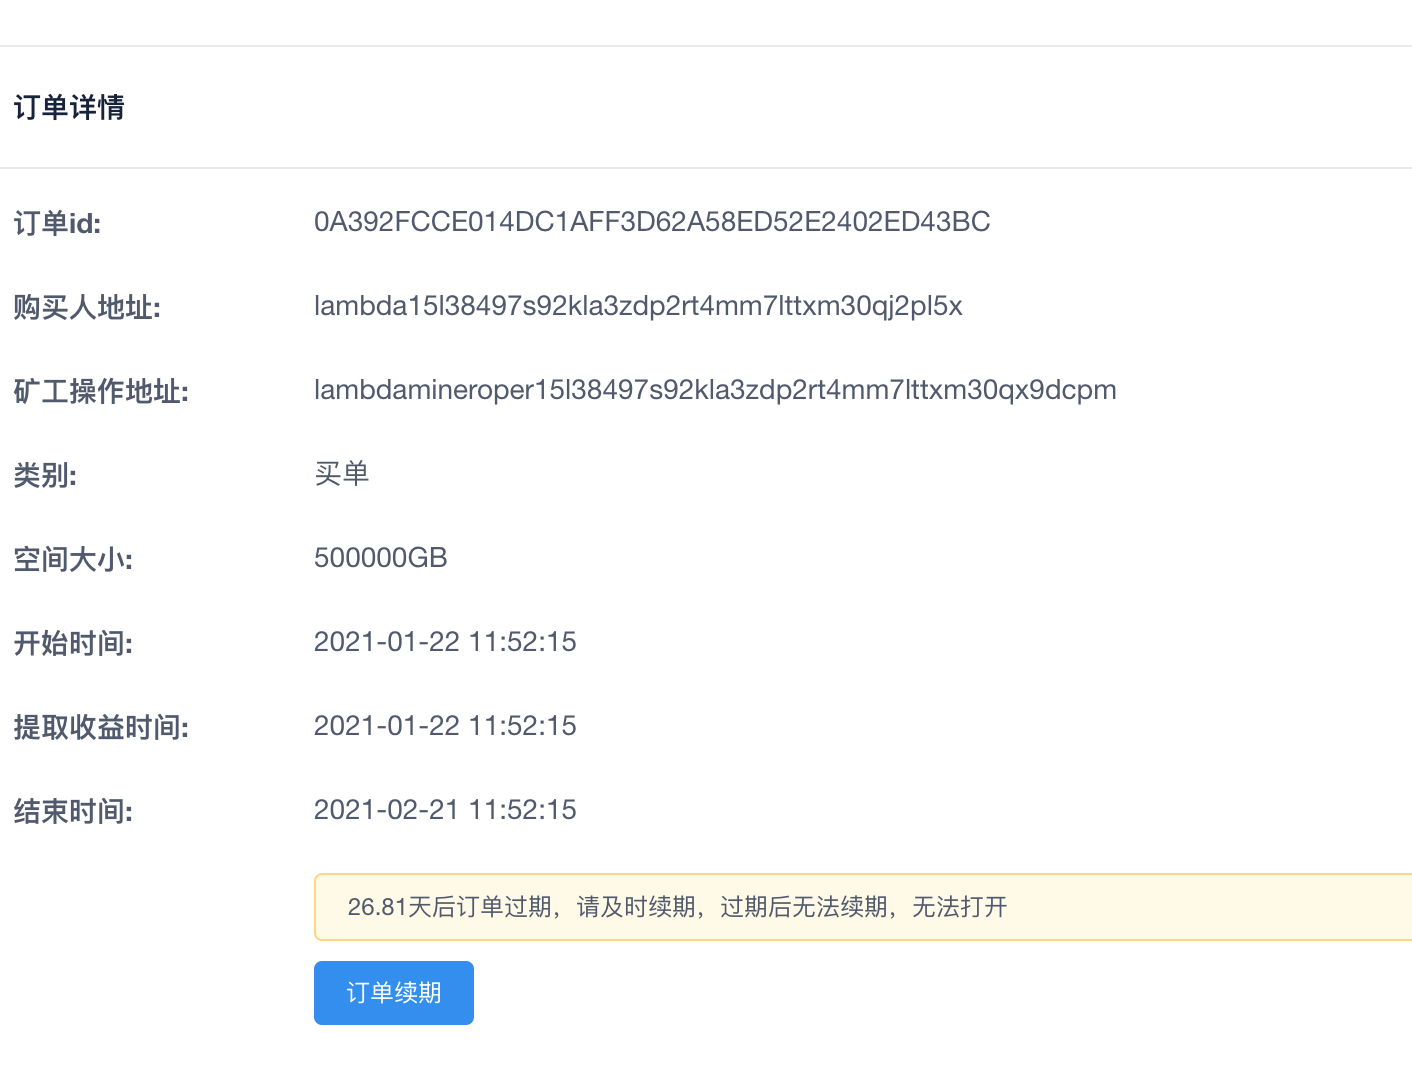 订单详情
订单id: 0A392FCCE014DC1AFF3D62A58ED52E2402ED43BC
购买人地址: lambda15l38497s92kla3zdp2rt4mm7lttxm30qj2pl5x
矿工操作地址: lambdamineroper15l38497s92kla3zdp2rt4mm7lttxm30qx9dcpm
类别: 买单
空间大小: 500000GB
开始时间: 2021-01-22 11:52:15
提取收益时间: 2021-01-22 11:52:15
结束时间: 2021-02-21 11:52:15
26.81天后订单过期，请及时续期，过期后无法续期，无法打开
订单续期